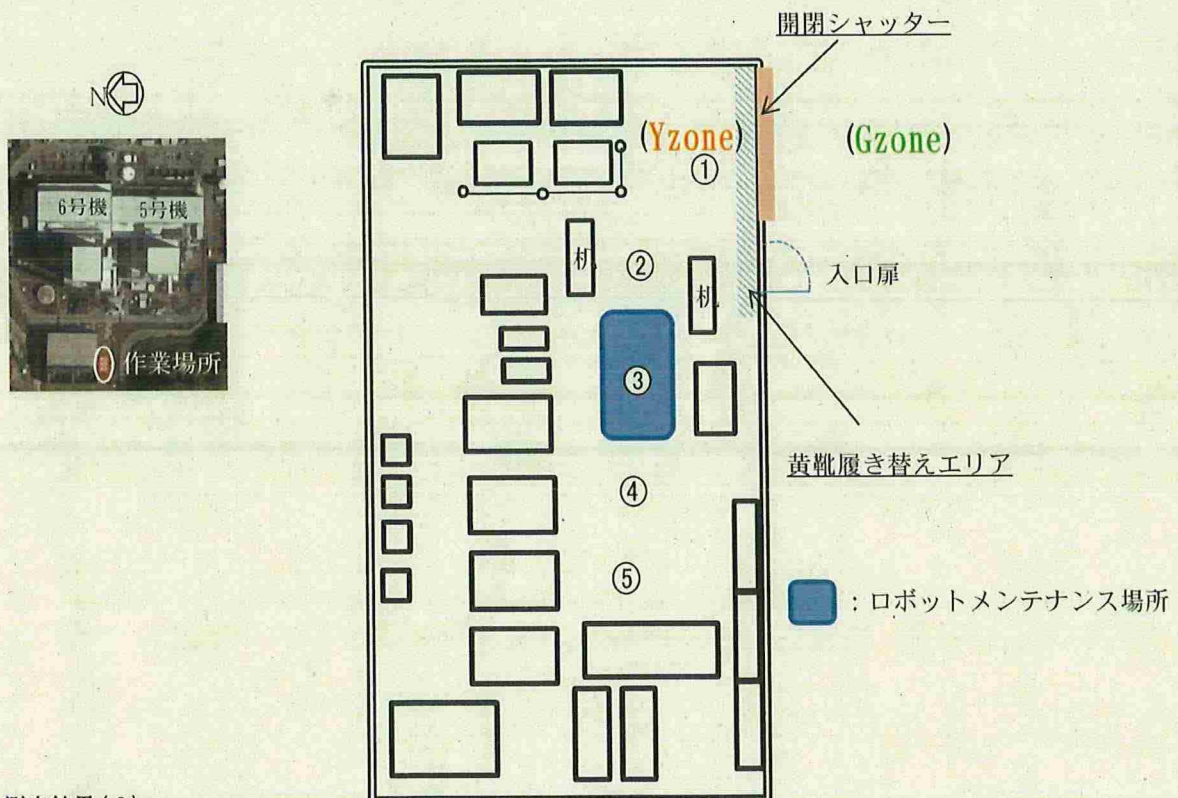 開閉シャッター
N
(Yzone)
(Gzone)
①
6号機
5号機
作業場所
机
②
机
入口扉
③
黄靴履き替えエリア
④
⑤
：ロボットメンテナンス場所